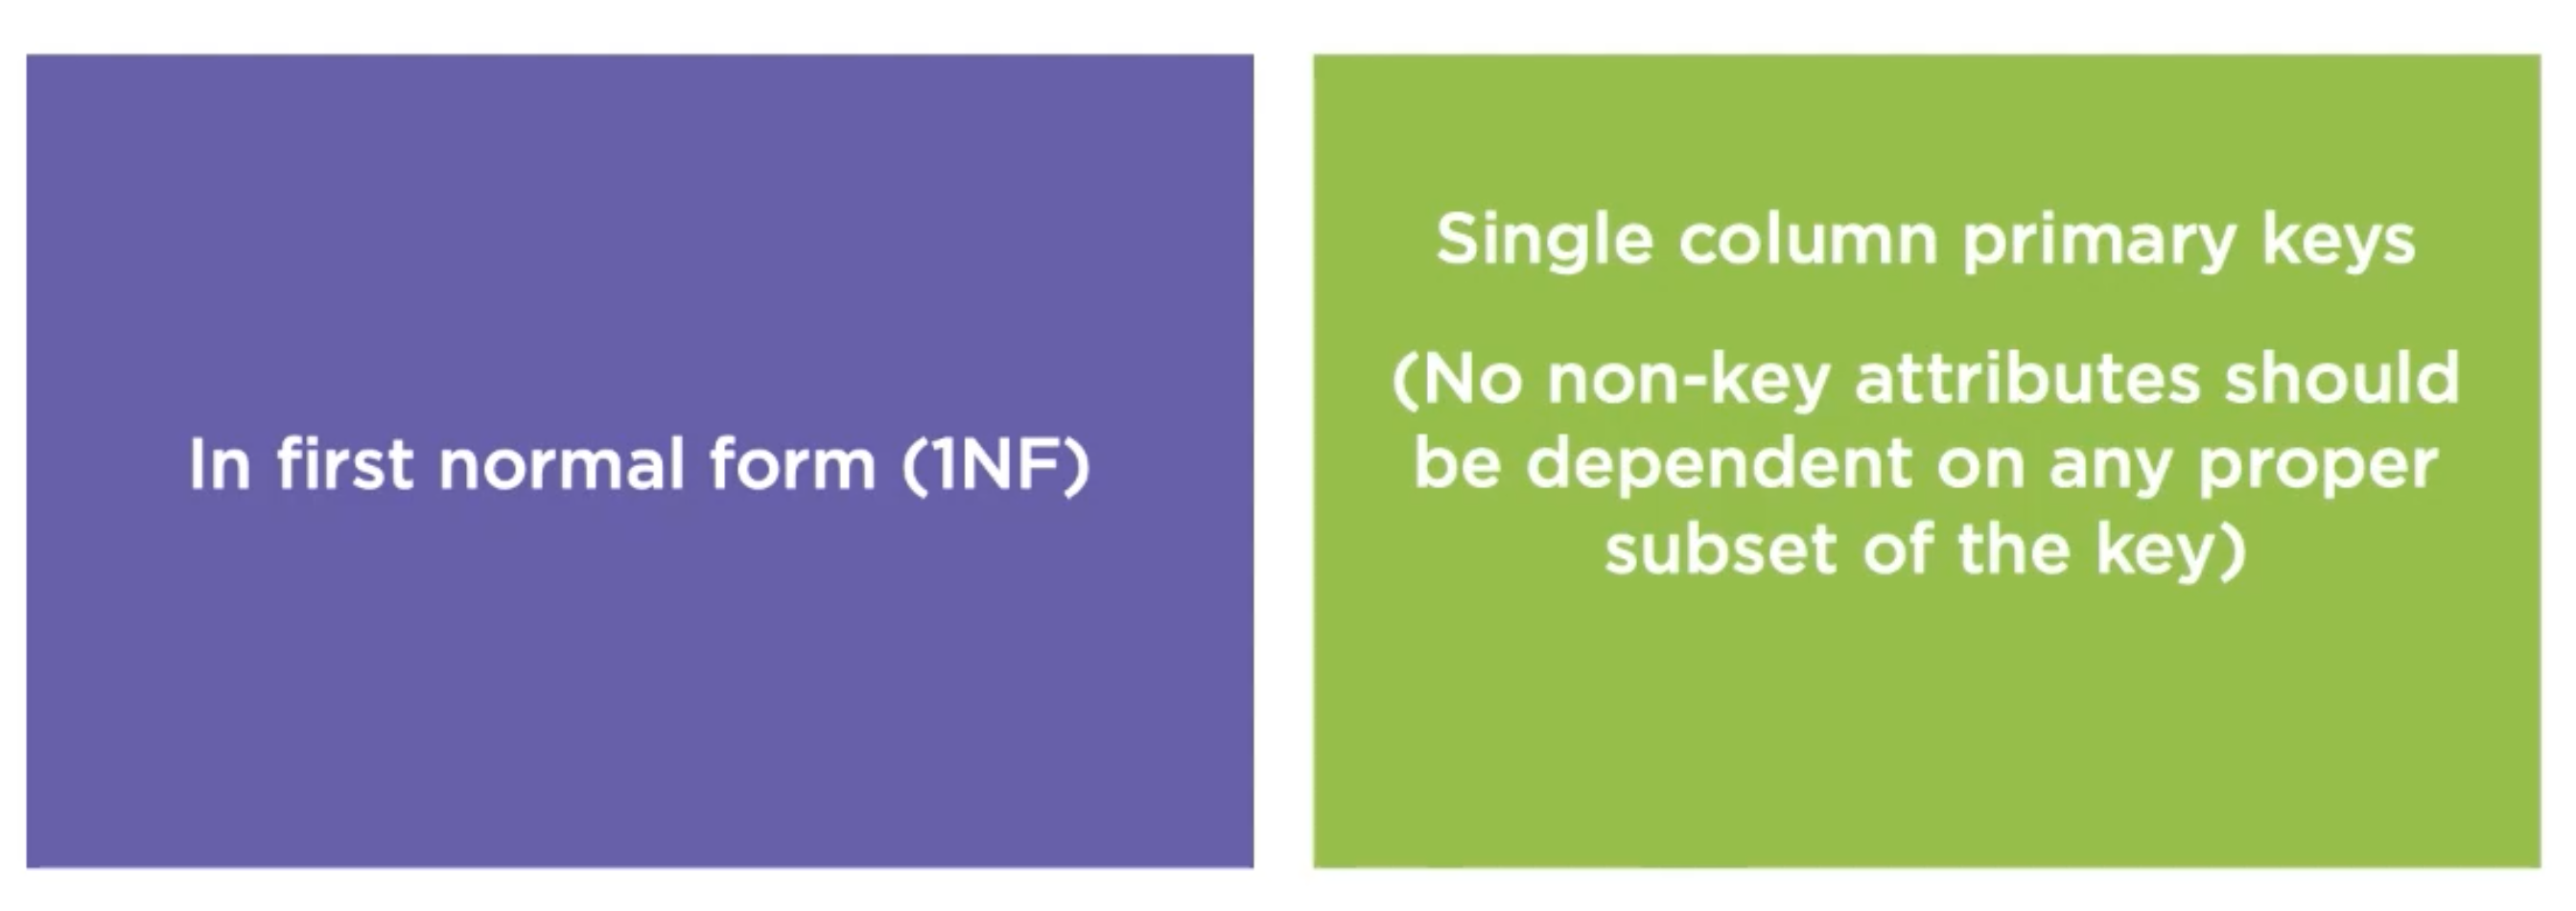 In first normal form (1NF)
Single column primary keys
(No non-key attributes should
be dependent on any proper
subset of the key)